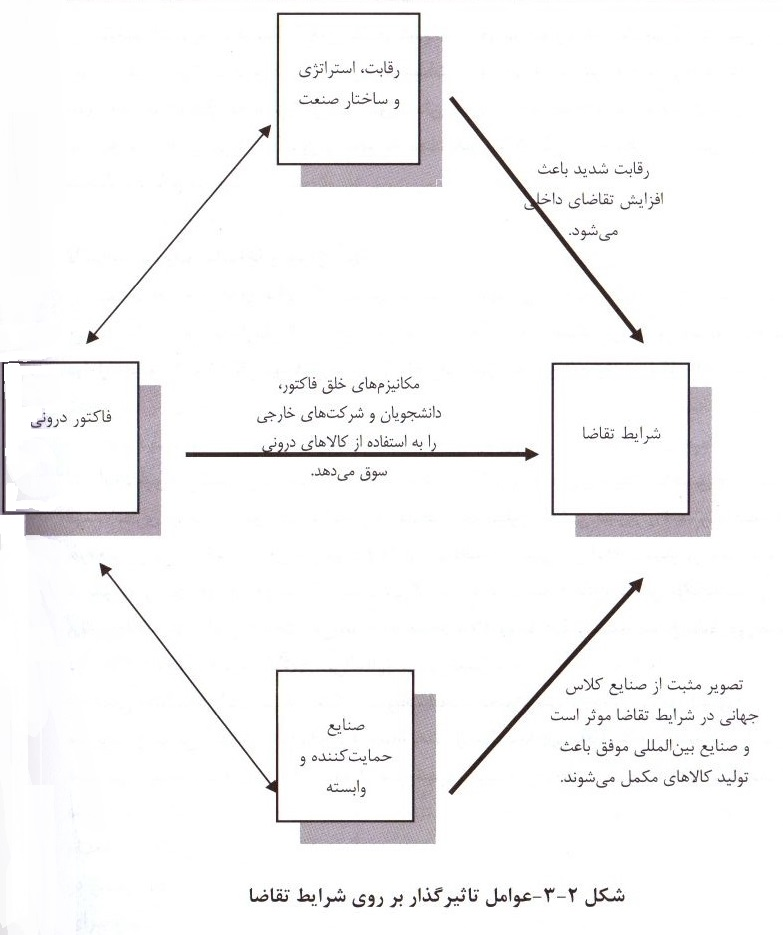 رقابت، استراتژی
و ساختار صنعت
رقابت شدید باعث
افزایش تقاضای داخلی
می‌شود.
فاکتور درونی
مکانیزم‌های خلق فاکتور،
دانشجویان و شرکت‌های خارجی
را به استفاده از کالاهای درونی
سوق می‌دهد.
شرایط تقاضا
صنایع
حمایت‌کننده و
وابسته
تصویر مثبت از صنایع کلاس
جهانی در شرایط تقاضا موثر است
و صنایع بین‌المللی موفق باعث
تولید کالاهای مکمل می‌شوند.
شکل ۲-۳-عوامل تاثیرگذار بر روی شرایط تقاضا